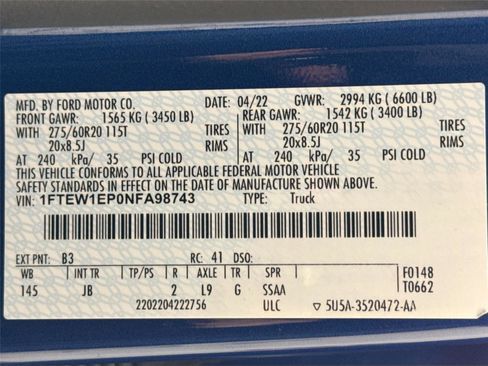 MFD. BY FORD MOTOR CO. DATE: 04/22 GVWR: 2994 KG ( 6600 LB)
FRONT GAWR: 1565 KG ( 3450 LB) REAR GAWR: 1542 KG ( 3400 LB)
WITH 275/60R20 115T TIRES WITH 275/60R20 115T TIRES
20x8.5J RIMS 20x8.5J RIMS
AT 240 kPa/ 35 PSI COLD AT 240 kPa/ 35 PSI COLD
THIS VEHICLE CONFORMS TO ALL APPLICABLE FEDERAL MOTOR VEHICLE
SAFETY STANDARDS IN EFFECT ON THE DATE OF MANUFACTURE SHOWN ABOVE.
VIN: 1FTEW1EP0NFA98743 TYPE: Truck
EXT PNT: B3 RC: 41 DSO: F0148
WB INT TR TP/PS R AXLE TR SPR T0662
145 JB 2 L9 G SSAA
2202204222756 ULC ▽ 5U5A-3520472-AA